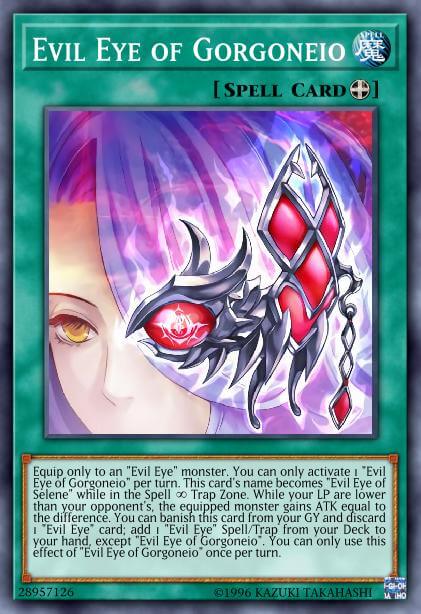 EVIL EYE OF GORGONEIO
SPELL
魔
[SPELL CARD]
Equip only to an "Evil Eye" monster. You can only activate 1 "Evil
Eye of Gorgoneio" per turn. This card's name becomes "Evil Eye of
Selene" while in the Spell ∞ Trap Zone. While your LP are lower
than your opponent's, the equipped monster gains ATK equal to
the difference. You can banish this card from your GY and discard
1 "Evil Eye" card; add 1 "Evil Eye" Spell/Trap from your Deck to
your hand, except "Evil Eye of Gorgoneio". You can only use this
effect of "Evil Eye of Gorgoneio" once per turn.
28957126
©1996 KAZUKI TAKAHASHI